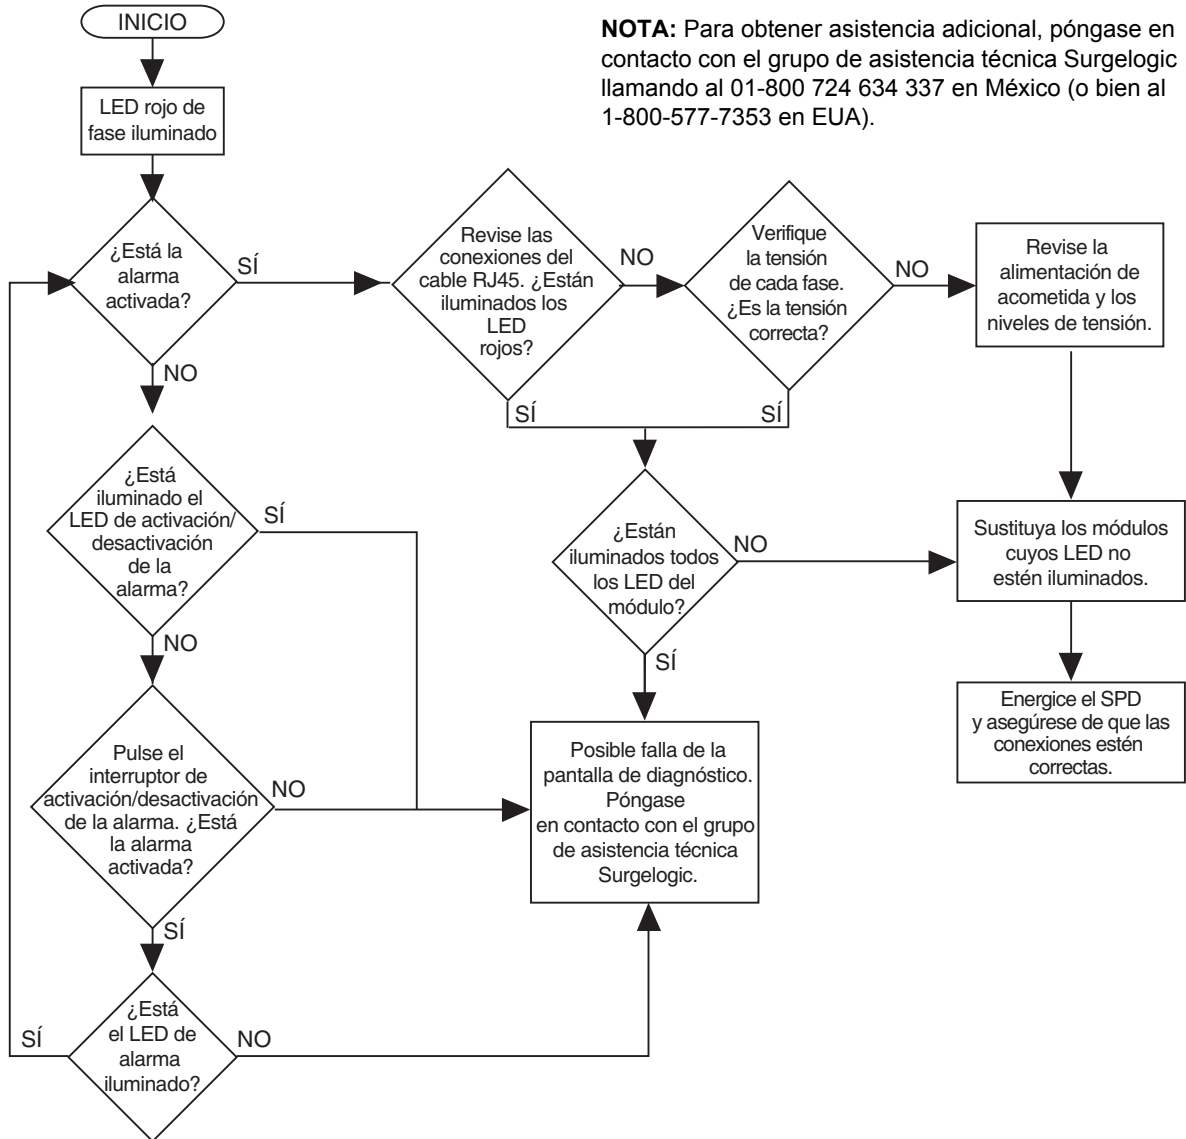 INICIO
NOTA: Para obtener asistencia adicional, póngase en
contacto con el grupo de asistencia técnica Surgelogic
llamando al 01-800 724 634 337 en México (o bien al
1-800-577-7353 en EUA).
LED rojo de
fase iluminado
¿Está la
alarma
activada?
SÍ
NO
Revise las
conexiones del
cable RJ45. ¿Están
iluminados los
LED
rojos?
NO
SÍ
Verifique
la tensión
de cada fase.
¿Es la tensión
correcta?
NO
SÍ
Revise la
alimentación de
acometida y los
niveles de tensión.
¿Está
iluminado el
LED de activación/
desactivación
de la
alarma?
SÍ
NO
¿Están
iluminados todos
los LED del
módulo?
NO
SÍ
Sustituya los módulos
cuyos LED no
estén iluminados.
Energice el SPD
y asegúrese de que las
conexiones estén
correctas.
Pulse el
interruptor de
activación/desactivación
de la alarma. ¿Está
la alarma
activada?
NO
SÍ
Posible falla de la
pantalla de diagnóstico.
Póngase
en contacto con el grupo
de asistencia técnica
Surgelogic.
¿Está
el LED de
alarma
iluminado?
SÍ
NO